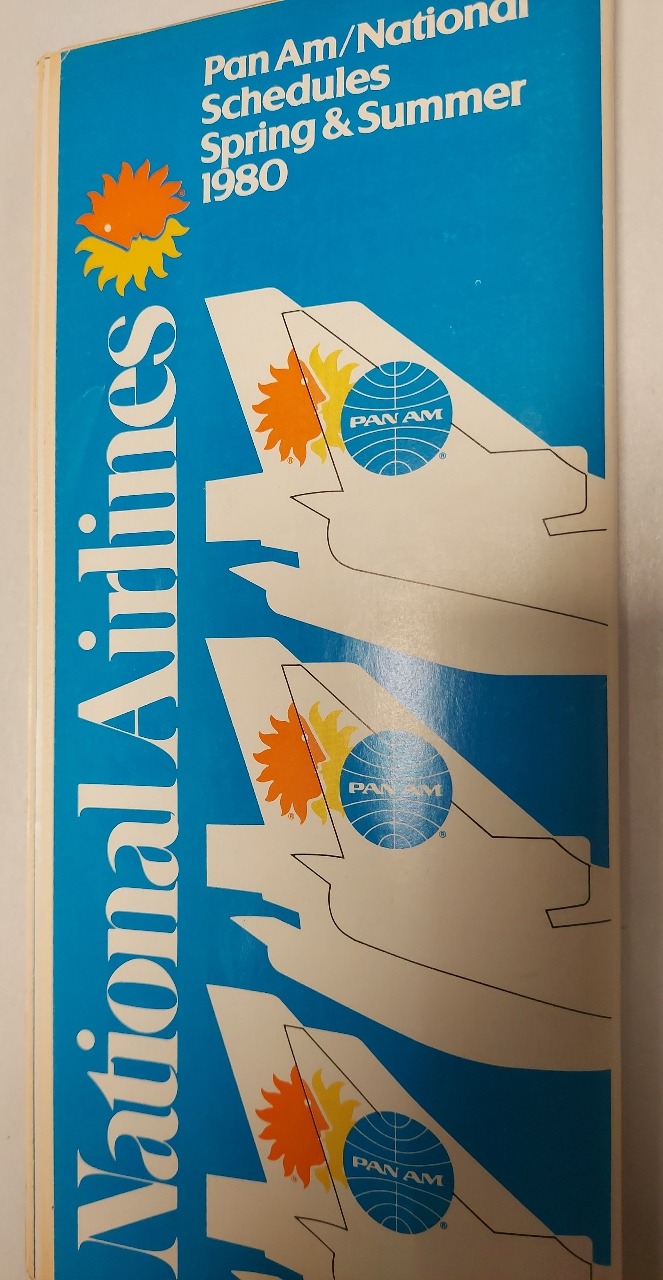 Pan Am/National
Schedules
Spring & Summer
1980
National Airlines
PAN AM
PAN AM
PAN AM